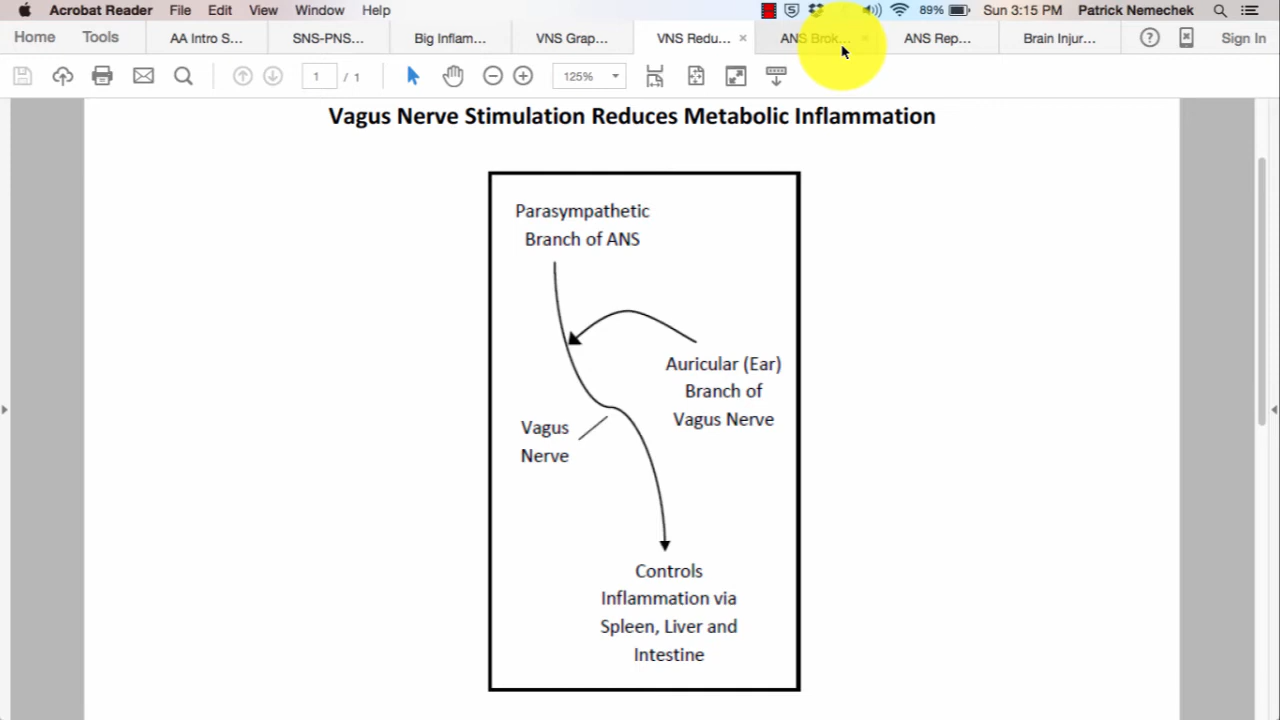 Acrobat Reader File Edit View Window Help 89% Sun 3:15 PM Patrick Nemechek
Home Tools AA Intro S... SNS-PNS... Big Inflam... VNS Grap... VNS Redu... × ANS Brok... × ANS Rep... Brain Injur... ? Sign In
1 / 1 125%
Vagus Nerve Stimulation Reduces Metabolic Inflammation
Parasympathetic
Branch of ANS
Auricular (Ear)
Branch of
Vagus Nerve
Vagus
Nerve
Controls
Inflammation via
Spleen, Liver and
Intestine